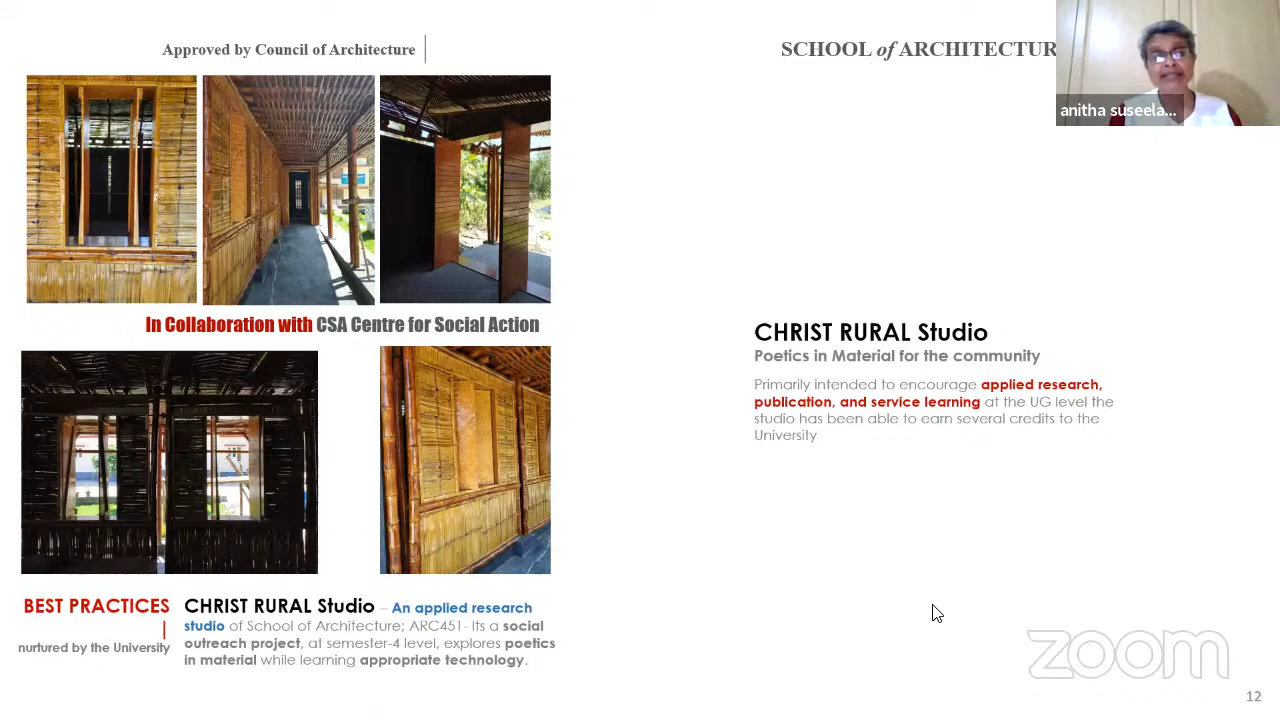 Approved by Council of Architecture
SCHOOL of ARCHITECTUR
anitha suseela...
In Collaboration with CSA Centre for Social Action
CHRIST RURAL Studio
Poetics in Material for the community
Primarily intended to encourage applied research,
publication, and service learning at the UG level the
studio has been able to earn several credits to the
University
BEST PRACTICES
nurtured by the University
CHRIST RURAL Studio – An applied research
studio of School of Architecture; ARC451- Its a social
outreach project, at semester-4 level, explores poetics
in material while learning appropriate technology.
zoom
12